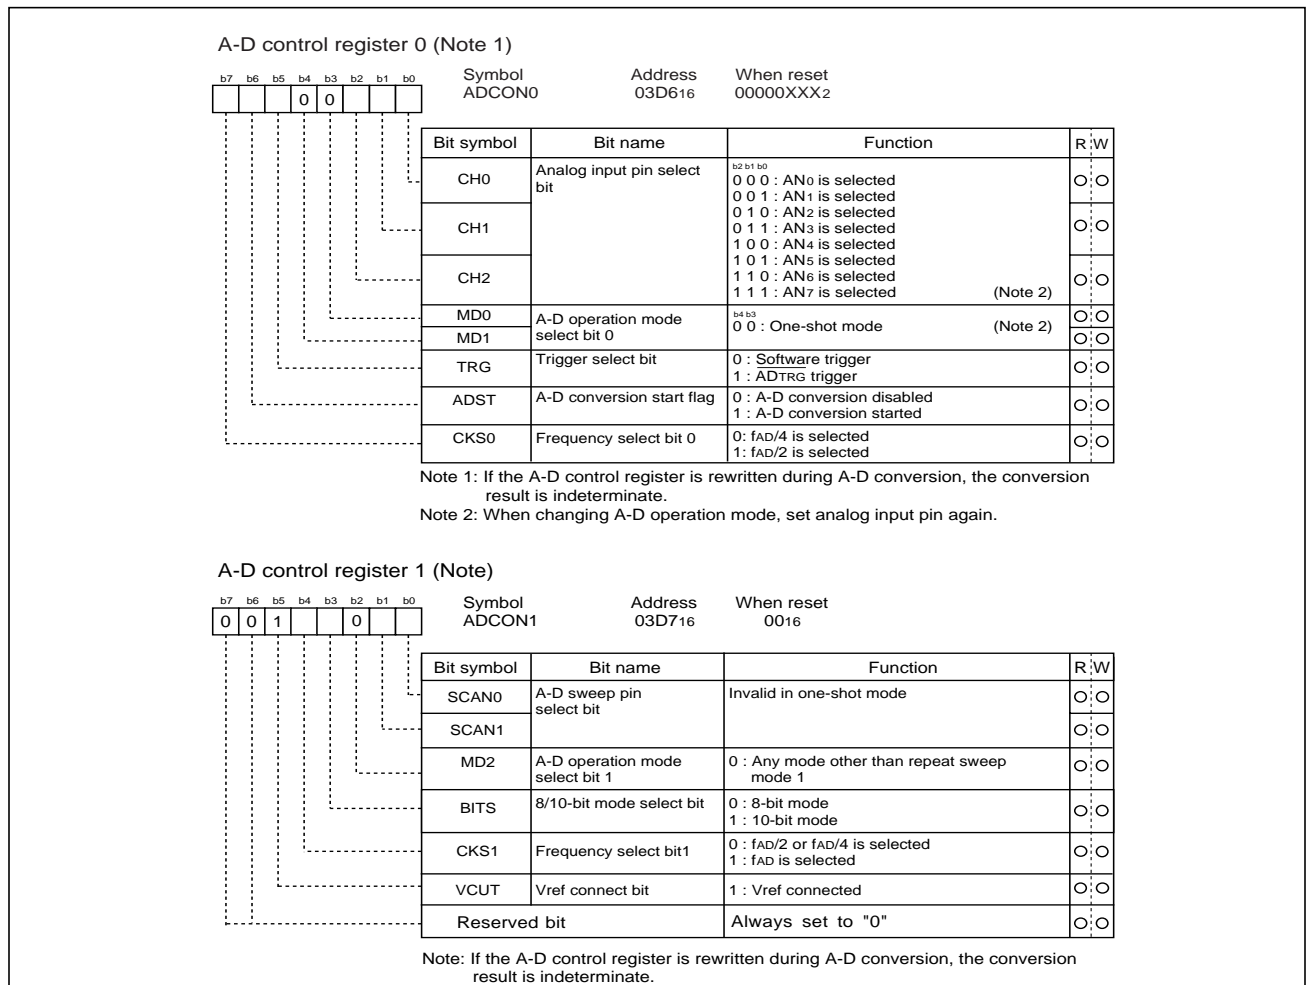 A-D control register 0 (Note 1)
b7 b6 b5 b4 b3 b2 b1 b0
0 0
Symbol Address When reset
ADCON0 03D616 00000XXX2
Bit symbol Bit name Function R W
CH0 Analog input pin select bit
b2 b1 b0
0 0 0 : AN0 is selected
0 0 1 : AN1 is selected
0 1 0 : AN2 is selected
0 1 1 : AN3 is selected
1 0 0 : AN4 is selected
1 0 1 : AN5 is selected
1 1 0 : AN6 is selected
1 1 1 : AN7 is selected (Note 2)
CH1
CH2
MD0
MD1
A-D operation mode
select bit 0
b4 b3
0 0 : One-shot mode (Note 2)
TRG Trigger select bit 0 : Software trigger
1 : ADTRG trigger
ADST A-D conversion start flag 0 : A-D conversion disabled
1 : A-D conversion started
CKS0 Frequency select bit 0 0: fAD/4 is selected
1: fAD/2 is selected
Note 1: If the A-D control register is rewritten during A-D conversion, the conversion
result is indeterminate.
Note 2: When changing A-D operation mode, set analog input pin again.
A-D control register 1 (Note)
b7 b6 b5 b4 b3 b2 b1 b0
0 0 1 0
Symbol Address When reset
ADCON1 03D716 0016
Bit symbol Bit name Function R W
SCAN0 A-D sweep pin
select bit
Invalid in one-shot mode
SCAN1
MD2 A-D operation mode
select bit 1
0 : Any mode other than repeat sweep
mode 1
BITS 8/10-bit mode select bit 0 : 8-bit mode
1 : 10-bit mode
CKS1 Frequency select bit1 0 : fAD/2 or fAD/4 is selected
1 : fAD is selected
VCUT Vref connect bit 1 : Vref connected
Reserved bit Always set to "0"
Note: If the A-D control register is rewritten during A-D conversion, the conversion
result is indeterminate.